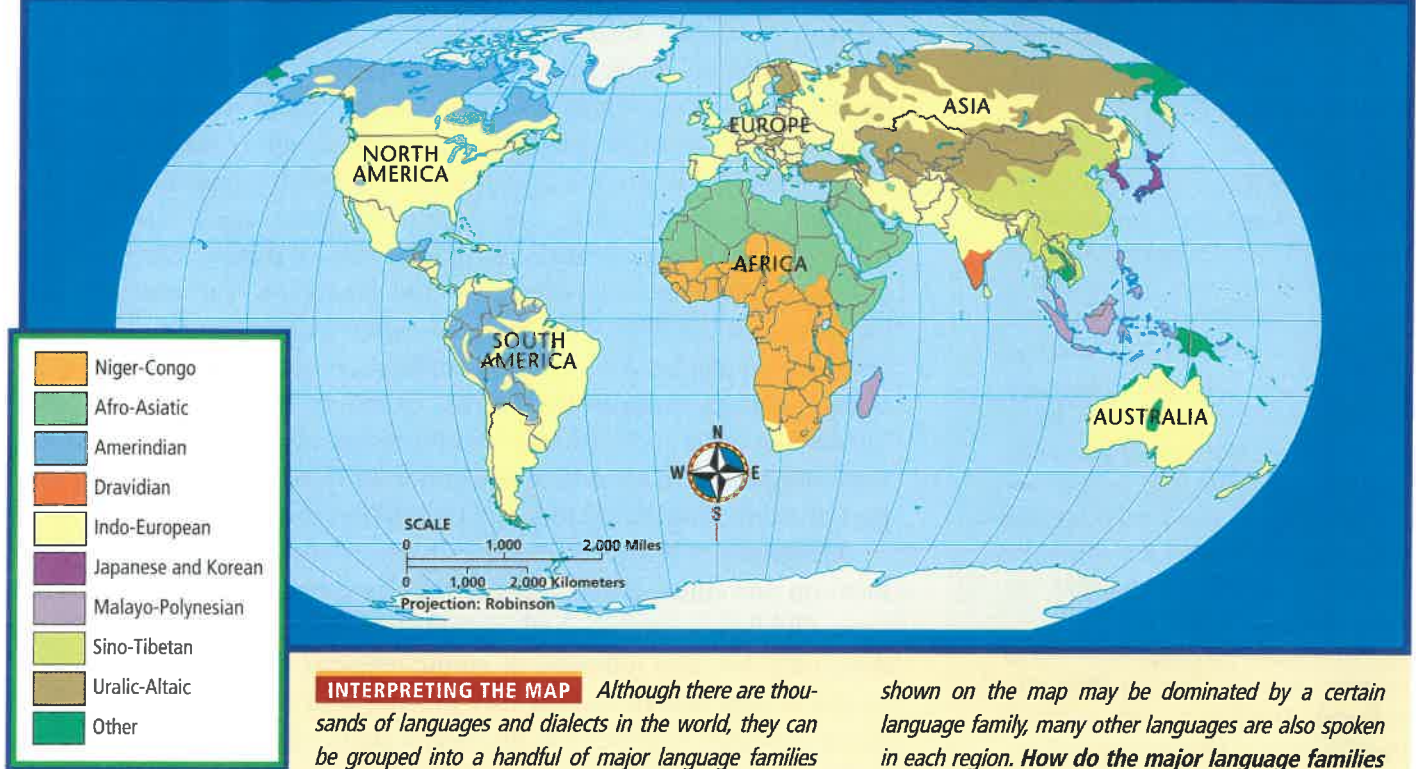 ASIA
EUROPE
NORTH
AMERICA
AFRICA
SOUTH
AMERICA
AUSTRALIA
N
W
E
S
SCALE
0 1,000 2,000 Miles
0 1,000 2,000 Kilometers
Projection: Robinson
Niger-Congo
Afro-Asiatic
Amerindian
Dravidian
Indo-European
Japanese and Korean
Malayo-Polynesian
Sino-Tibetan
Uralic-Altaic
Other
INTERPRETING THE MAP Although there are thou-
sands of languages and dialects in the world, they can
be grouped into a handful of major language families
shown on the map may be dominated by a certain
language family, many other languages are also spoken
in each region. How do the major language families